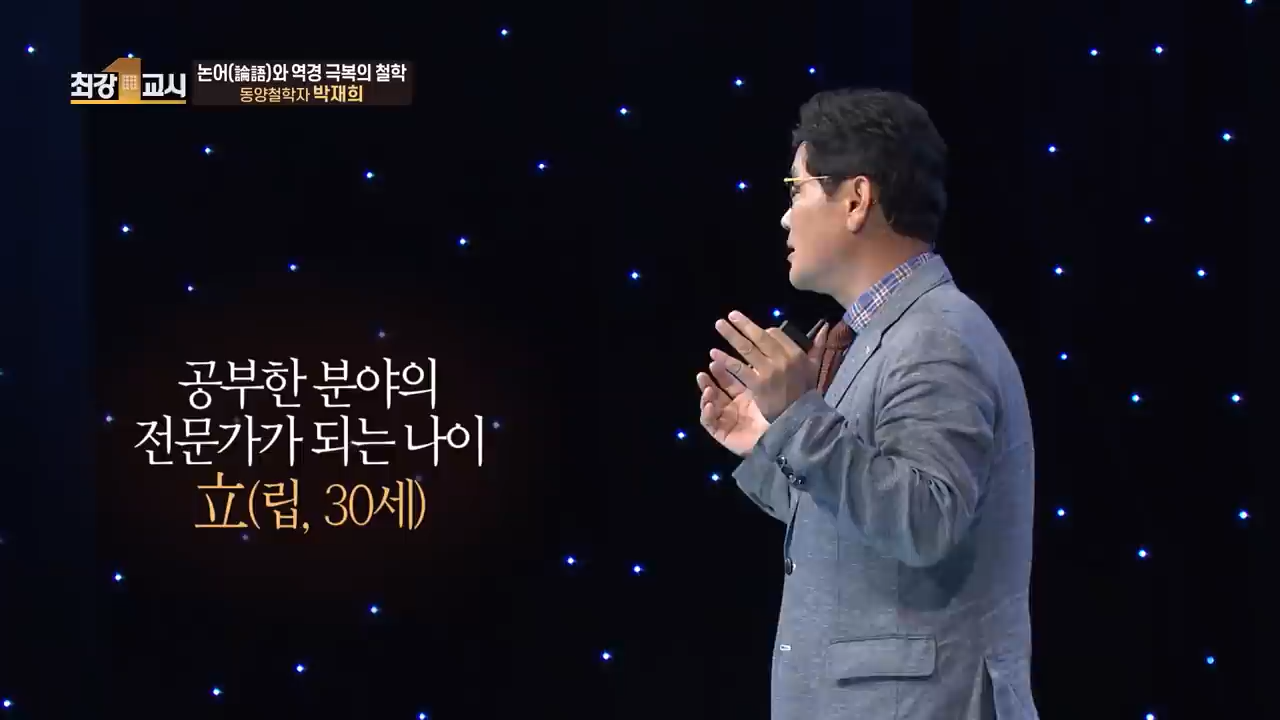 최강1교시
논어(論語)와 역경 극복의 철학
동양철학자 박재희
공부한 분야의
전문가가 되는 나이
立(립, 30세)